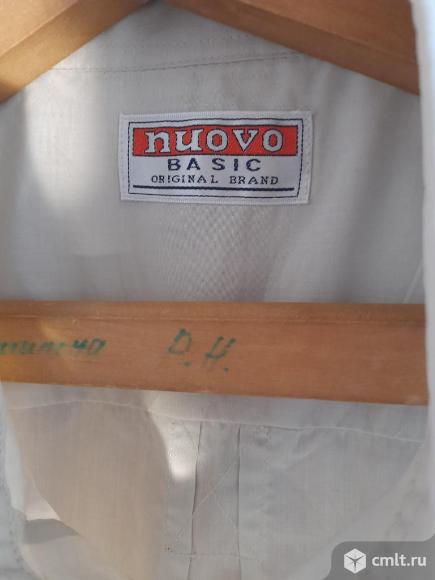 nuovo
BASIC
ORIGINAL BRAND
Д.Н.
cmlt.ru